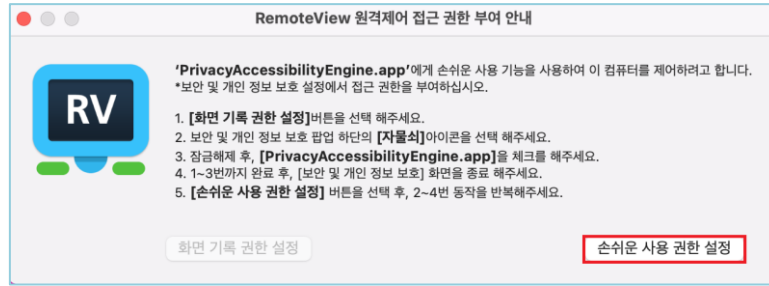 RemoteView 원격제어 접근 권한 부여 안내
RV
'PrivacyAccessibilityEngine.app'에게 손쉬운 사용 기능을 사용하여 이 컴퓨터를 제어하려고 합니다.
*보안 및 개인 정보 보호 설정에서 접근 권한을 부여하십시오.
1. [화면 기록 권한 설정]버튼을 선택 해주세요.
2. 보안 및 개인 정보 보호 팝업 하단의 [자물쇠]아이콘을 선택 해주세요.
3. 잠금해제 후, [PrivacyAccessibilityEngine.app]을 체크를 해주세요.
4. 1~3번까지 완료 후, [보안 및 개인 정보 보호] 화면을 종료 해주세요.
5. [손쉬운 사용 권한 설정] 버튼을 선택 후, 2~4번 동작을 반복해주세요.
화면 기록 권한 설정
손쉬운 사용 권한 설정